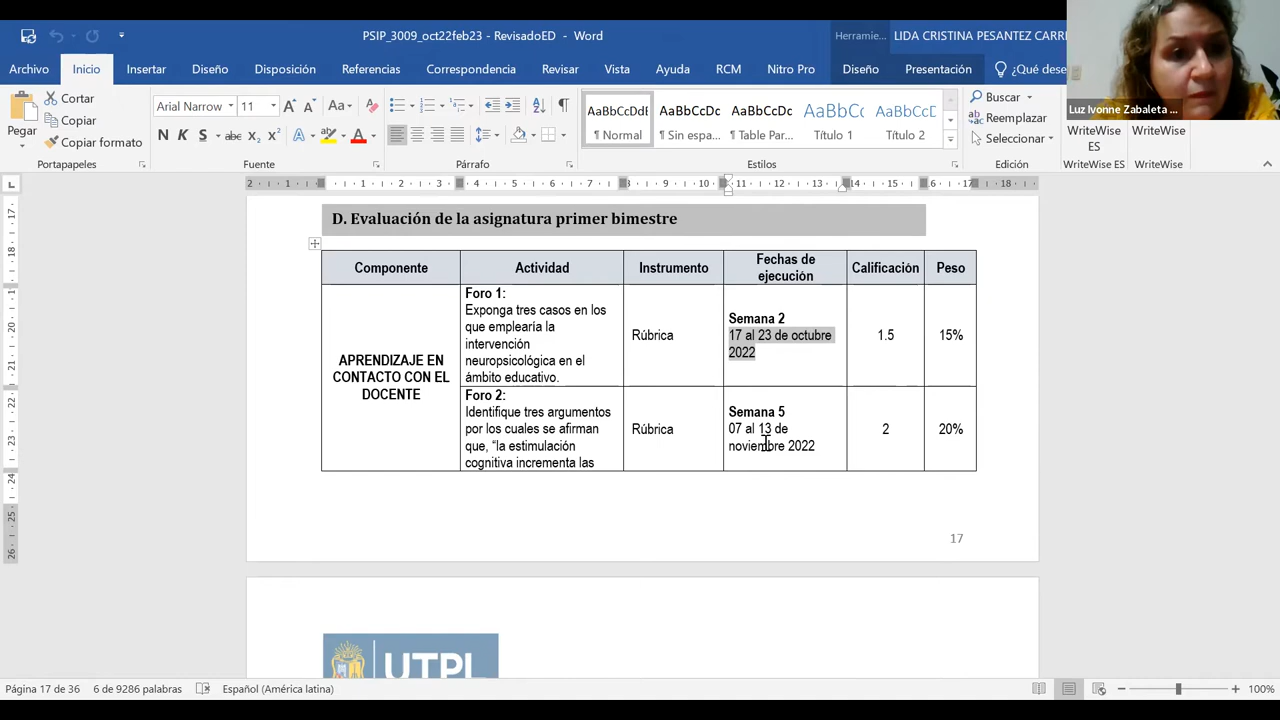 PSIP_3009_oct22feb23 - RevisadoED - Word
Herramie...
LIDA CRISTINA PESANTEZ CARR
Archivo
Inicio
Insertar
Diseño
Disposición
Referencias
Correspondencia
Revisar
Vista
Ayuda
RCM
Nitro Pro
Diseño
Presentación
¿Qué dese
Luz Ivonne Zabaleta ...
Pegar
Cortar
Copiar
Copiar formato
Portapapeles
Arial Narrow
11
Fuente
Párrafo
AaBbCcDdE
¶ Normal
AaBbCcDc
¶ Sin espa...
AaBbCcDc
¶ Table Par...
AaBbCc
Título 1
AaBbCcD
Título 2
Estilos
Buscar
Reemplazar
Seleccionar
Edición
WriteWise
ES
WriteWise ES
WriteWise
WriteWise
D. Evaluación de la asignatura primer bimestre
Componente
Actividad
Instrumento
Fechas de
ejecución
Calificación
Peso
APRENDIZAJE EN
CONTACTO CON EL
DOCENTE
Foro 1:
Exponga tres casos en los
que emplearía la
intervención
neuropsicológica en el
ámbito educativo.
Rúbrica
Semana 2
17 al 23 de octubre
2022
1.5
15%
Foro 2:
Identifique tres argumentos
por los cuales se afirman
que, “la estimulación
cognitiva incrementa las
Rúbrica
Semana 5
07 al 13 de
noviembre 2022
2
20%
17
UTPL
Página 17 de 36
6 de 9286 palabras
Español (América latina)
100%